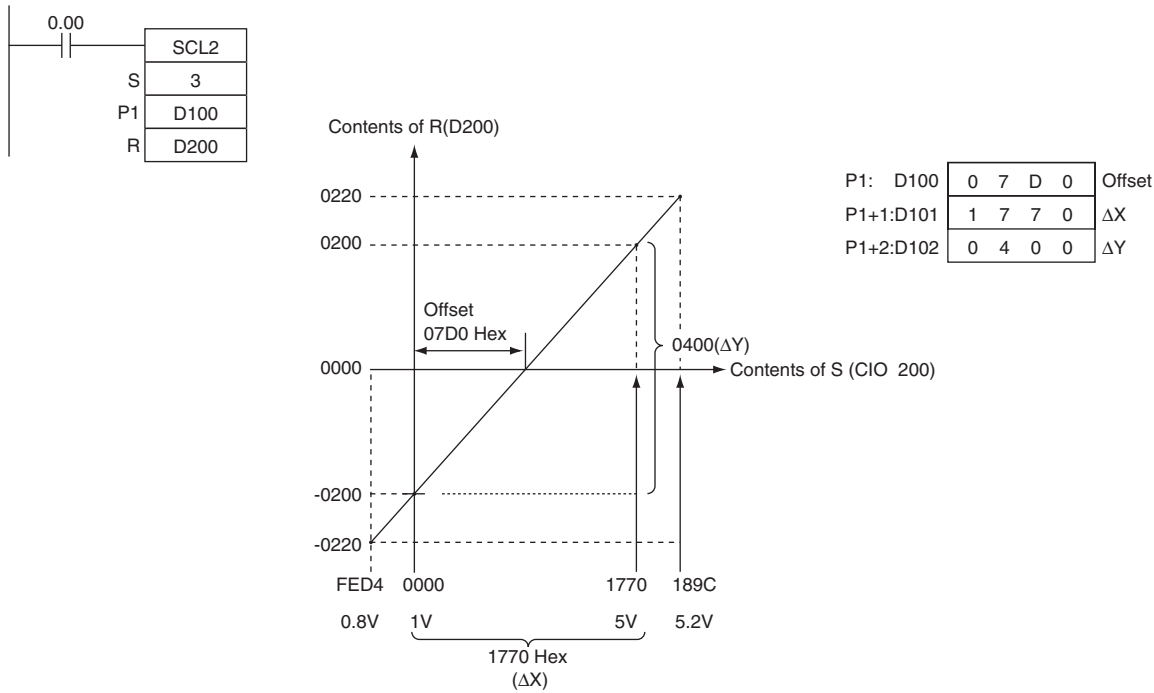 0.00
SCL2
S 3
P1 D100
R D200
Contents of R(D200)
0220
0200
Offset
07D0 Hex
0400(ΔY)
0000
Contents of S (CIO 200)
-0200
-0220
FED4 0000 1770 189C
0.8V 1V 5V 5.2V
1770 Hex
(ΔX)
P1: D100 0 7 D 0 Offset
P1+1:D101 1 7 7 0 ΔX
P1+2:D102 0 4 0 0 ΔY